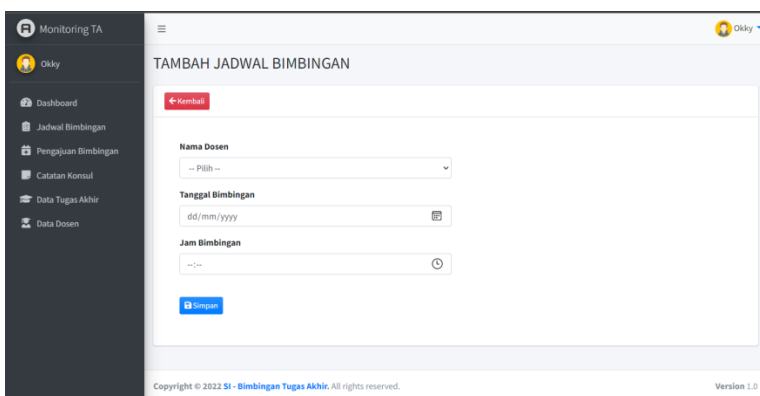 Monitoring TA
Okky
Okky
Dashboard
Jadwal Bimbingan
Pengajuan Bimbingan
Catatan Konsul
Data Tugas Akhir
Data Dosen
TAMBAH JADWAL BIMBINGAN
Kembali
Nama Dosen
-- Pilih --
Tanggal Bimbingan
dd/mm/yyyy
Jam Bimbingan
--:--
Simpan
Copyright © 2022 SI - Bimbingan Tugas Akhir. All rights reserved.
Version 1.0